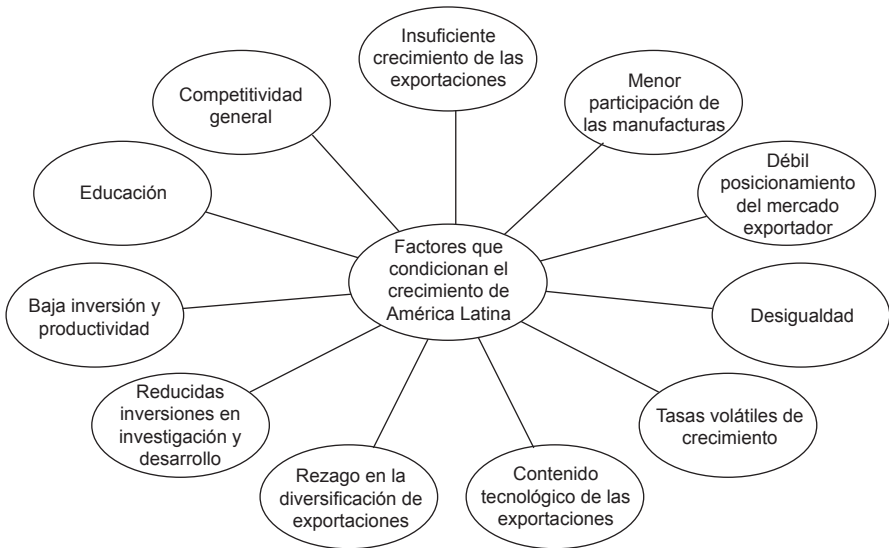 Insuficiente
crecimiento de las
exportaciones
Menor
participación de
las manufacturas
Débil
posicionamiento
del mercado
exportador
Desigualdad
Tasas volátiles de
crecimiento
Contenido
tecnológico de las
exportaciones
Rezago en la
diversificación de
exportaciones
Reducidas
inversiones en
investigación y
desarrollo
Baja inversión y
productividad
Educación
Competitividad
general
Factores que
condicionan el
crecimiento de
América Latina